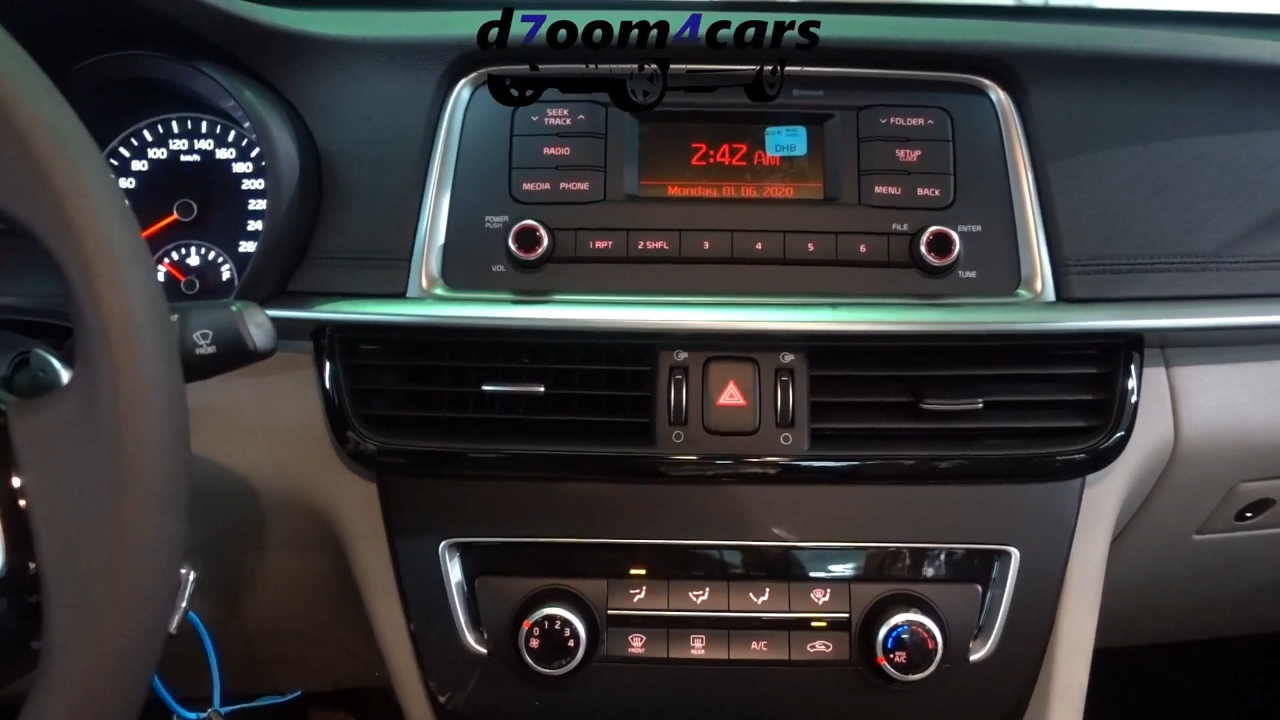 d7oom4cars
SEEK
TRACK
RADIO
MEDIA PHONE
2:42 AM
DHB
Monday, 01. 06. 2020
FOLDER
SETUP
CLOCK
MENU BACK
POWER
PUSH
VOL
1 RPT 2 SHFL 3 4 5 6
FILE
ENTER
TUNE
60 80 100 120 140 160 180 200
km/h
FRONT
0 1 2 3 4
FRONT
REAR
A/C
MAX
A/C